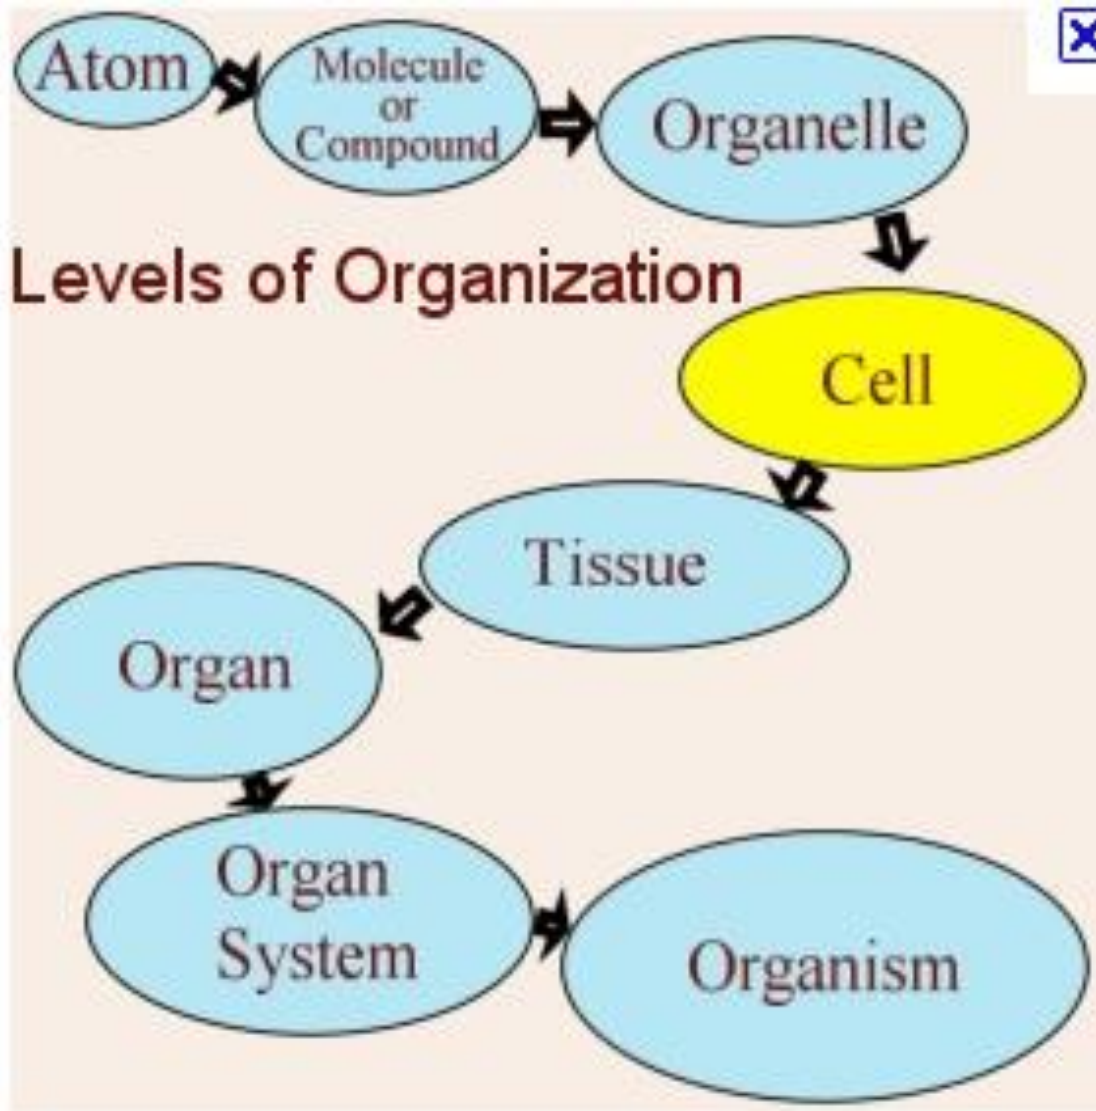 Atom
Molecule
or
Compound
Organelle
Levels of Organization
Cell
Tissue
Organ
Organ
System
Organism